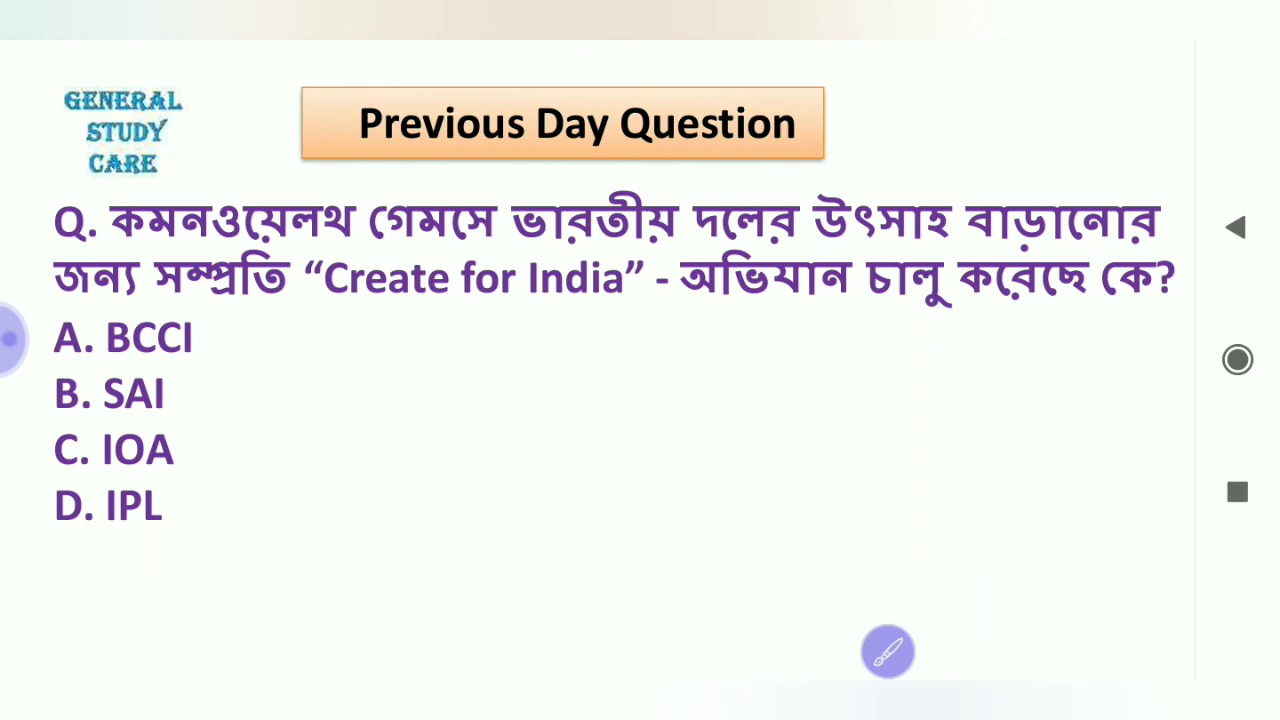 GENERAL
STUDY
CARE
Previous Day Question
Q. কমনওয়েলথ গেমসে ভারতীয় দলের উৎসাহ বাড়ানোর
জন্য সম্প্রতি “Create for India” - অভিযান চালু করেছে কে?
A. BCCI
B. SAI
C. IOA
D. IPL